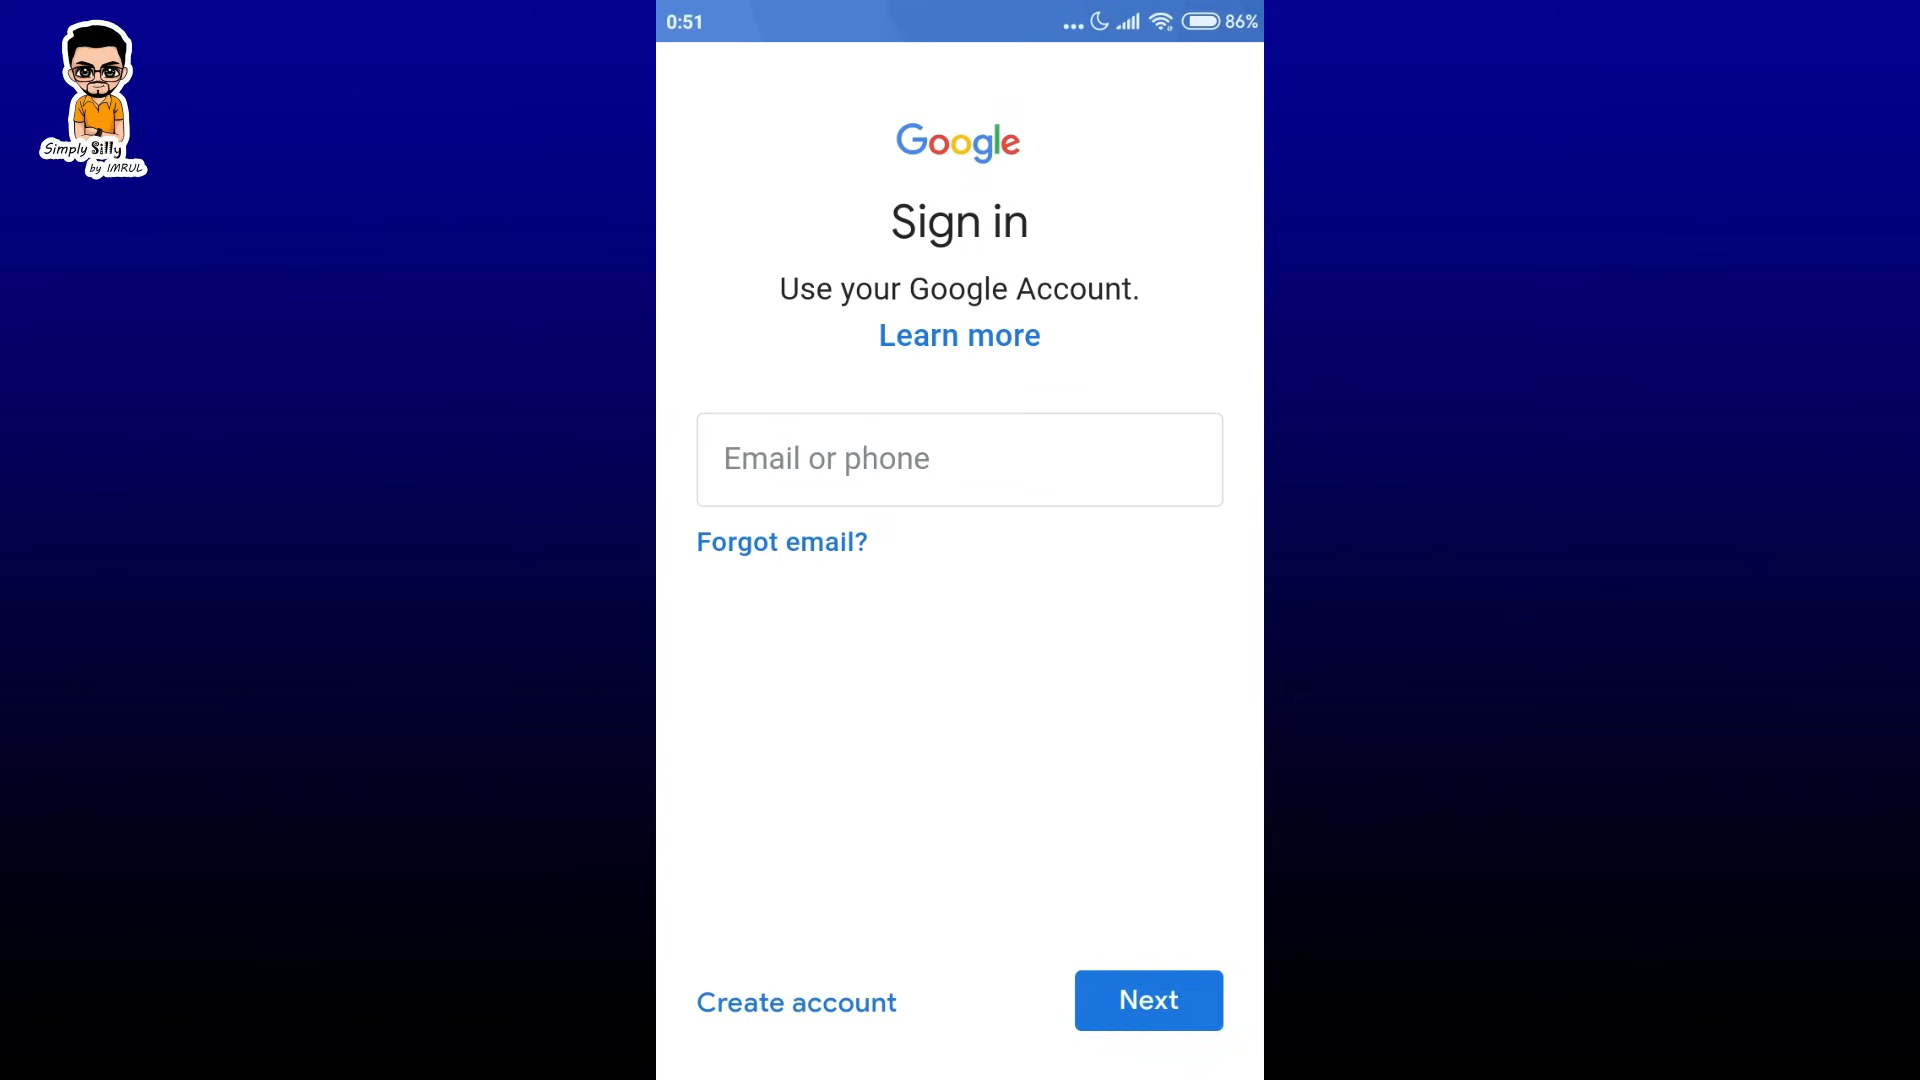 0:51
86%
Simply Silly
by IMRUL
Google
Sign in
Use your Google Account.
Learn more
Email or phone
Forgot email?
Create account
Next